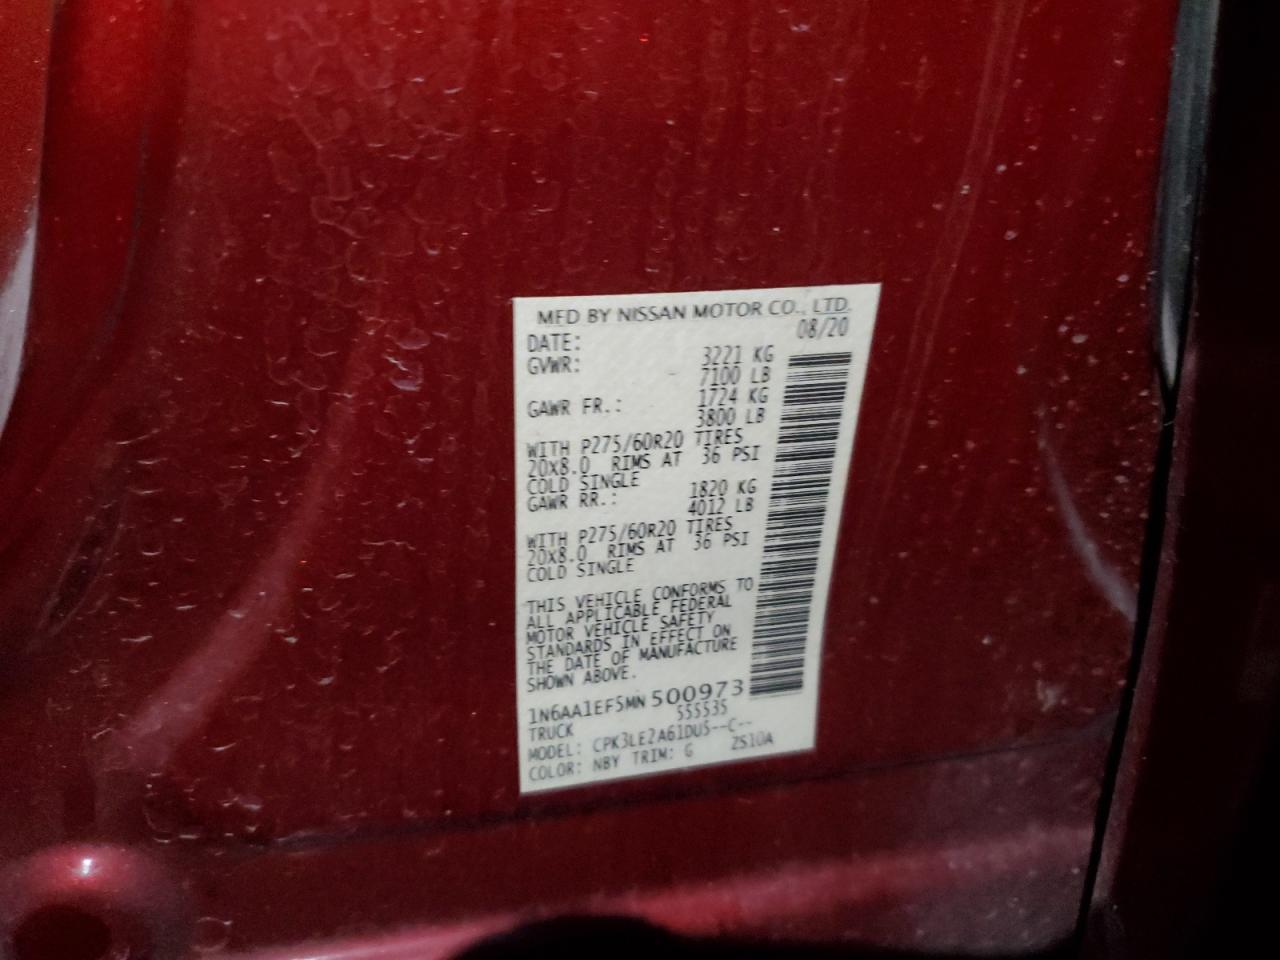 MFD BY NISSAN MOTOR CO., LTD.
DATE: 08/20
GVWR: 3221 KG
7100 LB
GAWR FR.: 1724 KG
3800 LB
WITH P275/60R20 TIRES
20x8.0 RIMS AT 36 PSI
COLD SINGLE
GAWR RR.: 1820 KG
4012 LB
WITH P275/60R20 TIRES
20x8.0 RIMS AT 36 PSI
COLD SINGLE
THIS VEHICLE CONFORMS TO
ALL APPLICABLE FEDERAL
MOTOR VEHICLE SAFETY
STANDARDS IN EFFECT ON
THE DATE OF MANUFACTURE
SHOWN ABOVE.
1N6AA1EF5MN500973
TRUCK 555535
MODEL: CPK3LE2A61DU5--C--
COLOR: NBY TRIM: G ZS10A